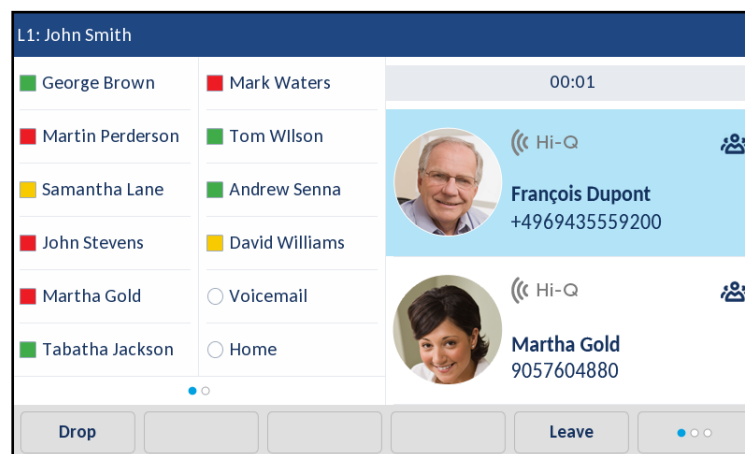 L1: John Smith
George Brown
Mark Waters
Martin Perderson
Tom WIlson
Samantha Lane
Andrew Senna
John Stevens
David Williams
Martha Gold
Voicemail
Tabatha Jackson
Home
00:01
Hi-Q
François Dupont
+4969435559200
Hi-Q
Martha Gold
9057604880
Drop
Leave